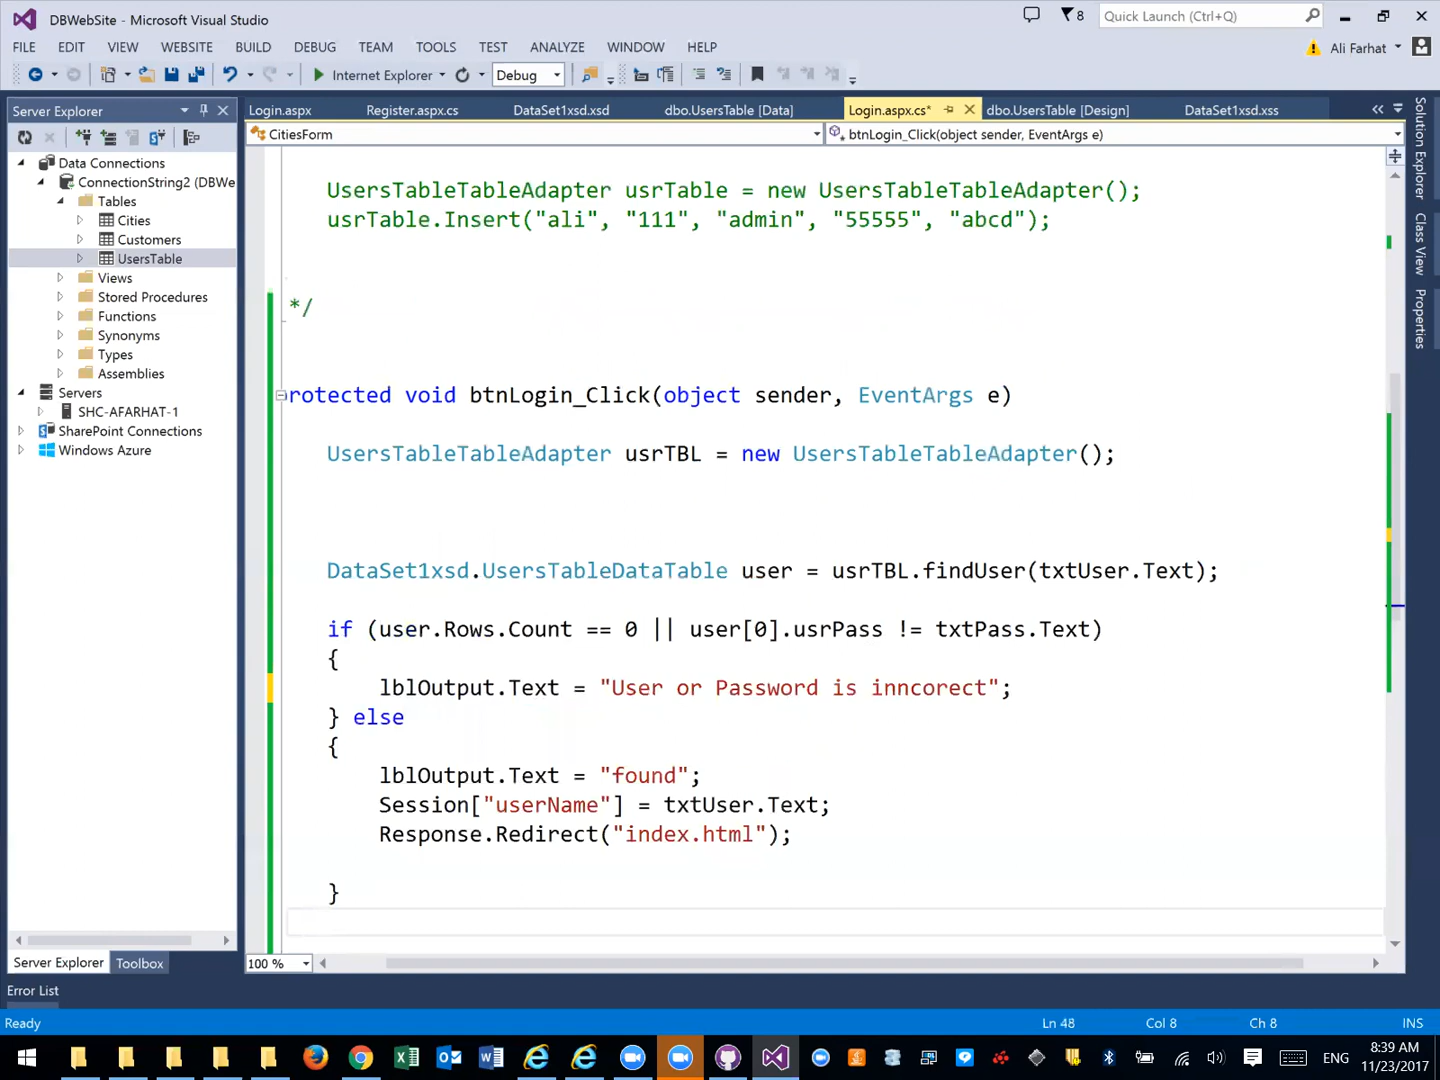 DBWebSite - Microsoft Visual Studio
8
Quick Launch (Ctrl+Q)
FILE EDIT VIEW WEBSITE BUILD DEBUG TEAM TOOLS TEST ANALYZE WINDOW HELP
Ali Farhat
Internet Explorer
Debug
Server Explorer
Login.aspx Register.aspx.cs DataSet1xsd.xsd dbo.UsersTable [Data] Login.aspx.cs* dbo.UsersTable [Design] DataSet1xsd.xss
CitiesForm
btnLogin_Click(object sender, EventArgs e)
Data Connections
ConnectionString2 (DBWe
Tables
Cities
Customers
UsersTable
Views
Stored Procedures
Functions
Synonyms
Types
Assemblies
Servers
SHC-AFARHAT-1
SharePoint Connections
Windows Azure
UsersTableTableAdapter usrTable = new UsersTableTableAdapter();
usrTable.Insert("ali", "111", "admin", "55555", "abcd");
*/
rotected void btnLogin_Click(object sender, EventArgs e)
UsersTableTableAdapter usrTBL = new UsersTableTableAdapter();
DataSet1xsd.UsersTableDataTable user = usrTBL.findUser(txtUser.Text);
if (user.Rows.Count == 0 || user[0].usrPass != txtPass.Text)
{
lblOutput.Text = "User or Password is inncorect";
} else
{
lblOutput.Text = "found";
Session["userName"] = txtUser.Text;
Response.Redirect("index.html");
}
Solution Explorer
Class View
Properties
Server Explorer
Toolbox
100 %
Error List
Ready
Ln 48
Col 8
Ch 8
INS
ENG
8:39 AM
11/23/2017